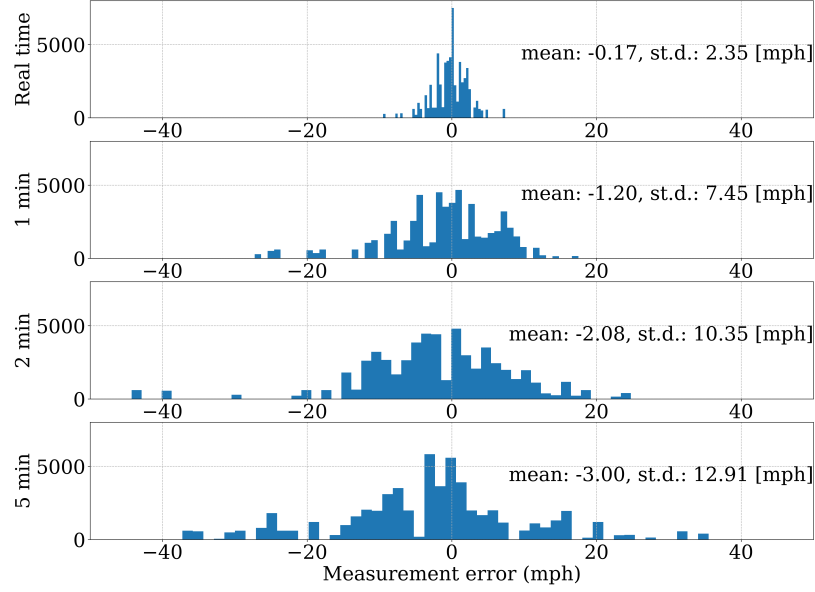 Real time
5000
0
mean: -0.17, st.d.: 2.35 [mph]
−40 −20 0 20 40
1 min
5000
0
mean: -1.20, st.d.: 7.45 [mph]
−40 −20 0 20 40
2 min
5000
0
mean: -2.08, st.d.: 10.35 [mph]
−40 −20 0 20 40
5 min
5000
0
mean: -3.00, st.d.: 12.91 [mph]
−40 −20 0 20 40
Measurement error (mph)